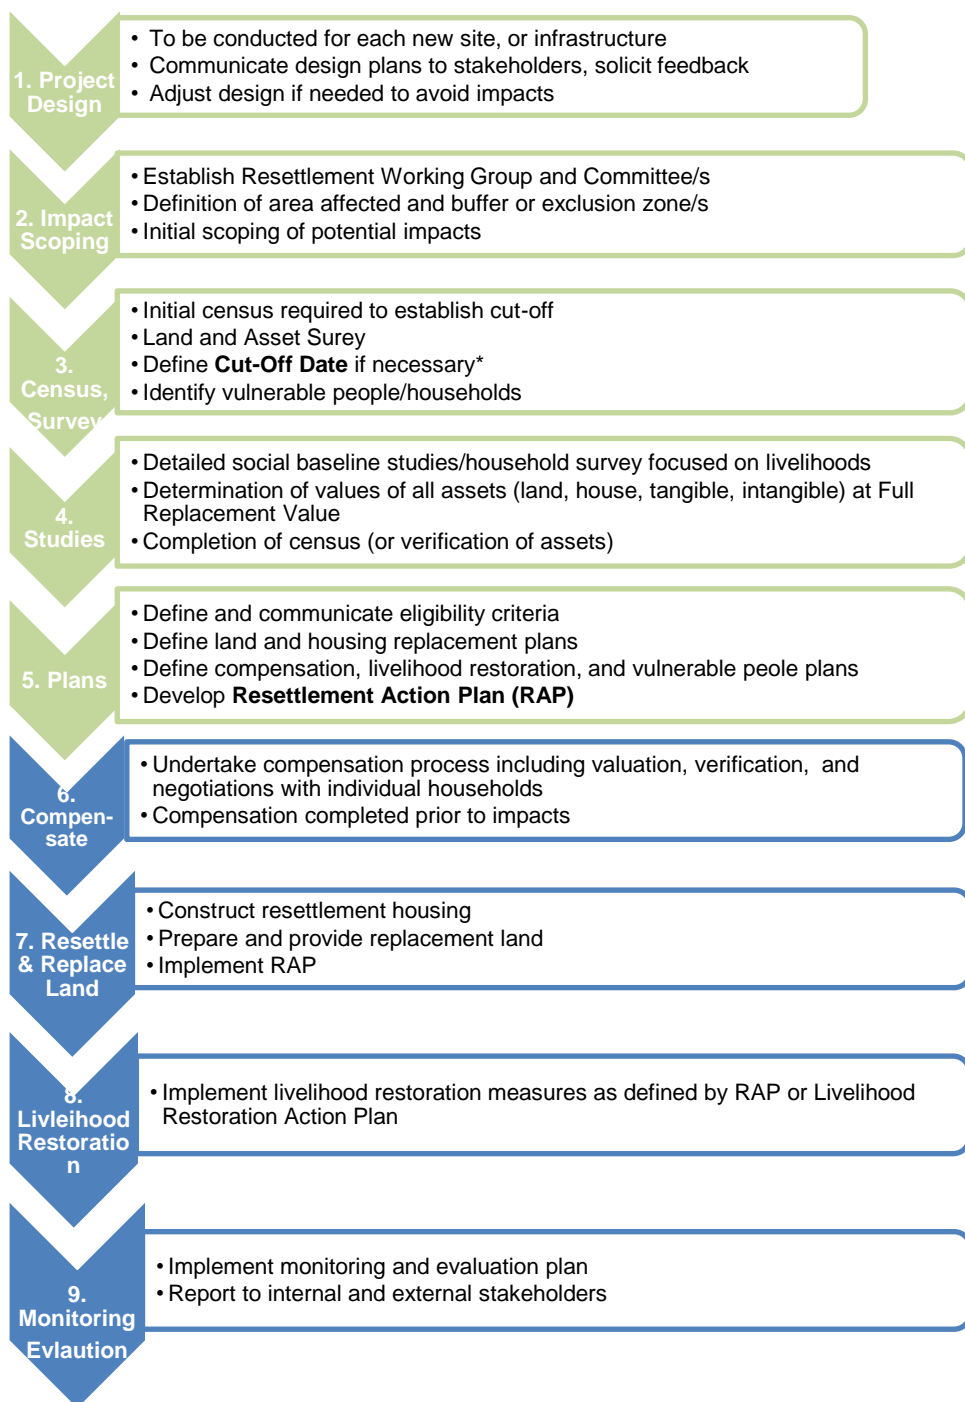 1. Project
Design
• To be conducted for each new site, or infrastructure
• Communicate design plans to stakeholders, solicit feedback
• Adjust design if needed to avoid impacts
2. Impact
Scoping
• Establish Resettlement Working Group and Committee/s
• Definition of area affected and buffer or exclusion zone/s
• Initial scoping of potential impacts
3.
Census,
Survey
• Initial census required to establish cut-off
• Land and Asset Surey
• Define Cut-Off Date if necessary*
• Identify vulnerable people/households
4.
Studies
• Detailed social baseline studies/household survey focused on livelihoods
• Determination of values of all assets (land, house, tangible, intangible) at Full
Replacement Value
• Completion of census (or verification of assets)
5. Plans
• Define and communicate eligibility criteria
• Define land and housing replacement plans
• Define compensation, livelihood restoration, and vulnerable peole plans
• Develop Resettlement Action Plan (RAP)
6.
Compen-
sate
• Undertake compensation process including valuation, verification, and
negotiations with individual households
• Compensation completed prior to impacts
7. Resettle
& Replace
Land
• Construct resettlement housing
• Prepare and provide replacement land
• Implement RAP
8.
Livleihood
Restoratio
n
• Implement livelihood restoration measures as defined by RAP or Livelihood
Restoration Action Plan
9.
Monitoring
Evlaution
• Implement monitoring and evaluation plan
• Report to internal and external stakeholders